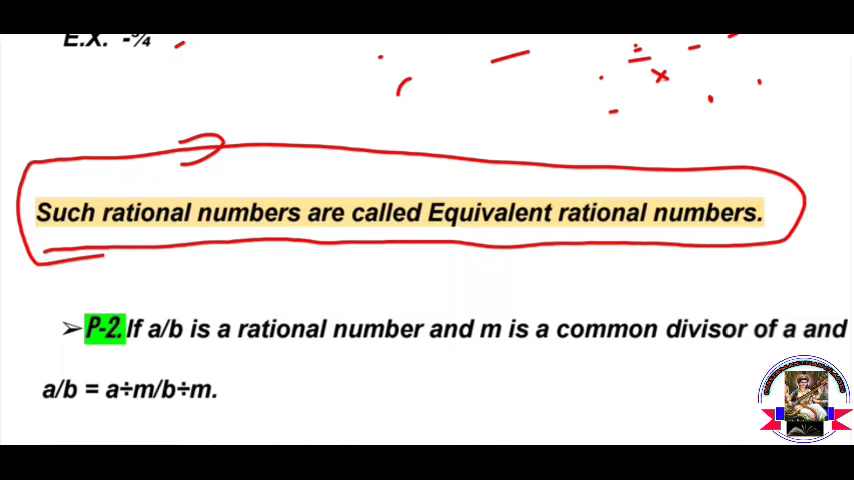 E.X. -¾
Such rational numbers are called Equivalent rational numbers.
➢ P-2. If a/b is a rational number and m is a common divisor of a and
a/b = a÷m/b÷m.